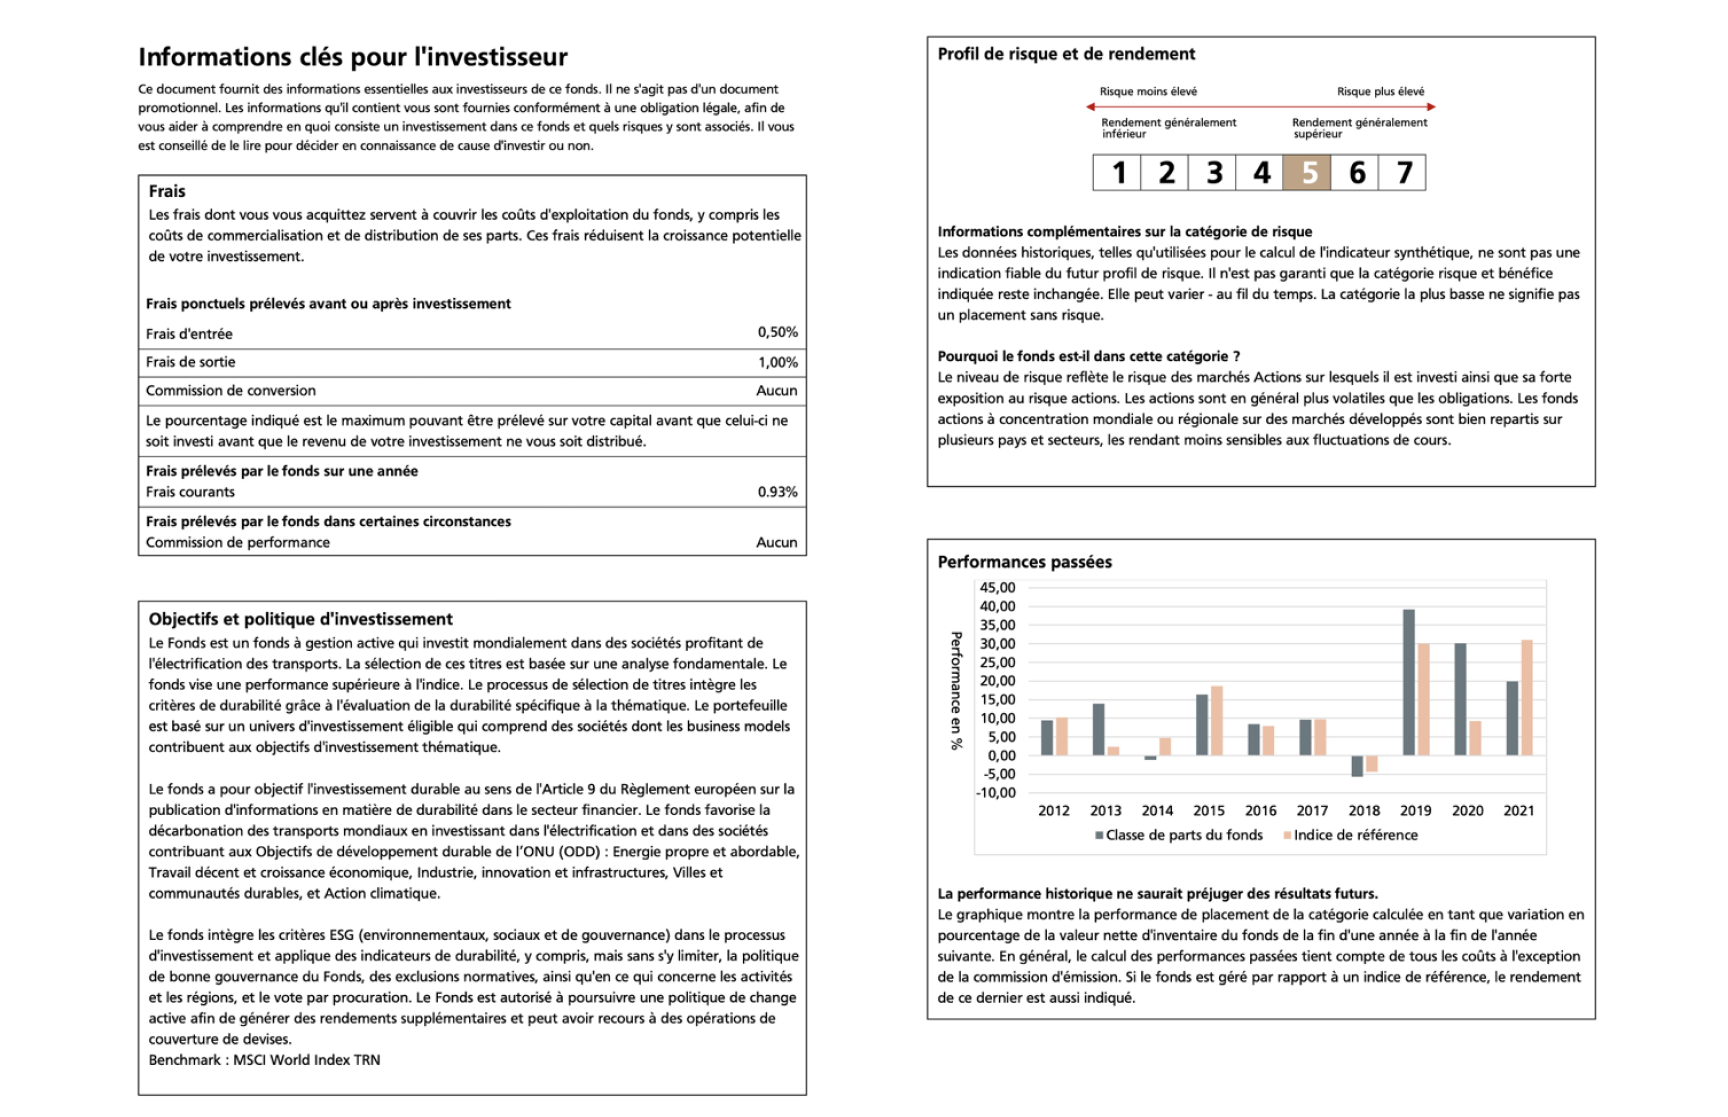 Informations clés pour l'investisseur
Ce document fournit des informations essentielles aux investisseurs de ce fonds. Il ne s'agit pas d'un document
promotionnel. Les informations qu'il contient vous sont fournies conformément à une obligation légale, afin de
vous aider à comprendre en quoi consiste un investissement dans ce fonds et quels risques y sont associés. Il vous
est conseillé de le lire pour décider en connaissance de cause d'investir ou non.
Frais
Les frais dont vous vous acquittez servent à couvrir les coûts d'exploitation du fonds, y compris les
coûts de commercialisation et de distribution de ses parts. Ces frais réduisent la croissance potentielle
de votre investissement.
Frais ponctuels prélevés avant ou après investissement
Frais d'entrée 0,50%
Frais de sortie 1,00%
Commission de conversion Aucun
Le pourcentage indiqué est le maximum pouvant être prélevé sur votre capital avant que celui-ci ne
soit investi avant que le revenu de votre investissement ne vous soit distribué.
Frais prélevés par le fonds sur une année
Frais courants 0.93%
Frais prélevés par le fonds dans certaines circonstances
Commission de performance Aucun
Objectifs et politique d'investissement
Le Fonds est un fonds à gestion active qui investit mondialement dans des sociétés profitant de
l'électrification des transports. La sélection de ces titres est basée sur une analyse fondamentale. Le
fonds vise une performance supérieure à l'indice. Le processus de sélection de titres intègre les
critères de durabilité grâce à l'évaluation de la durabilité spécifique à la thématique. Le portefeuille
est basé sur un univers d'investissement éligible qui comprend des sociétés dont les business models
contribuent aux objectifs d'investissement thématique.
Le fonds a pour objectif l'investissement durable au sens de l'Article 9 du Règlement européen sur la
publication d'informations en matière de durabilité dans le secteur financier. Le fonds favorise la
décarbonation des transports mondiaux en investissant dans l'électrification et dans des sociétés
contribuant aux Objectifs de développement durable de l’ONU (ODD) : Energie propre et abordable,
Travail décent et croissance économique, Industrie, innovation et infrastructures, Villes et
communautés durables, et Action climatique.
Le fonds intègre les critères ESG (environnementaux, sociaux et de gouvernance) dans le processus
d'investissement et applique des indicateurs de durabilité, y compris, mais sans s'y limiter, la politique
de bonne gouvernance du Fonds, des exclusions normatives, ainsi qu'en ce qui concerne les activités
et les régions, et le vote par procuration. Le Fonds est autorisé à poursuivre une politique de change
active afin de générer des rendements supplémentaires et peut avoir recours à des opérations de
couverture de devises.
Benchmark : MSCI World Index TRN
Profil de risque et de rendement
Risque moins élevé Risque plus élevé
Rendement généralement Rendement généralement
inférieur supérieur
1 2 3 4 5 6 7
Informations complémentaires sur la catégorie de risque
Les données historiques, telles qu'utilisées pour le calcul de l'indicateur synthétique, ne sont pas une
indication fiable du futur profil de risque. Il n'est pas garanti que la catégorie risque et bénéfice
indiquée reste inchangée. Elle peut varier - au fil du temps. La catégorie la plus basse ne signifie pas
un placement sans risque.
Pourquoi le fonds est-il dans cette catégorie ?
Le niveau de risque reflète le risque des marchés Actions sur lesquels il est investi ainsi que sa forte
exposition au risque actions. Les actions sont en général plus volatiles que les obligations. Les fonds
actions à concentration mondiale ou régionale sur des marchés développés sont bien repartis sur
plusieurs pays et secteurs, les rendant moins sensibles aux fluctuations de cours.
Performances passées
Performance en %
45,00
40,00
35,00
30,00
25,00
20,00
15,00
10,00
5,00
0,00
-5,00
-10,00
2012 2013 2014 2015 2016 2017 2018 2019 2020 2021
Classe de parts du fonds Indice de référence
La performance historique ne saurait préjuger des résultats futurs.
Le graphique montre la performance de placement de la catégorie calculée en tant que variation en
pourcentage de la valeur nette d'inventaire du fonds de la fin d'une année à la fin de l'année
suivante. En général, le calcul des performances passées tient compte de tous les coûts à l'exception
de la commission d'émission. Si le fonds est géré par rapport à un indice de référence, le rendement
de ce dernier est aussi indiqué.